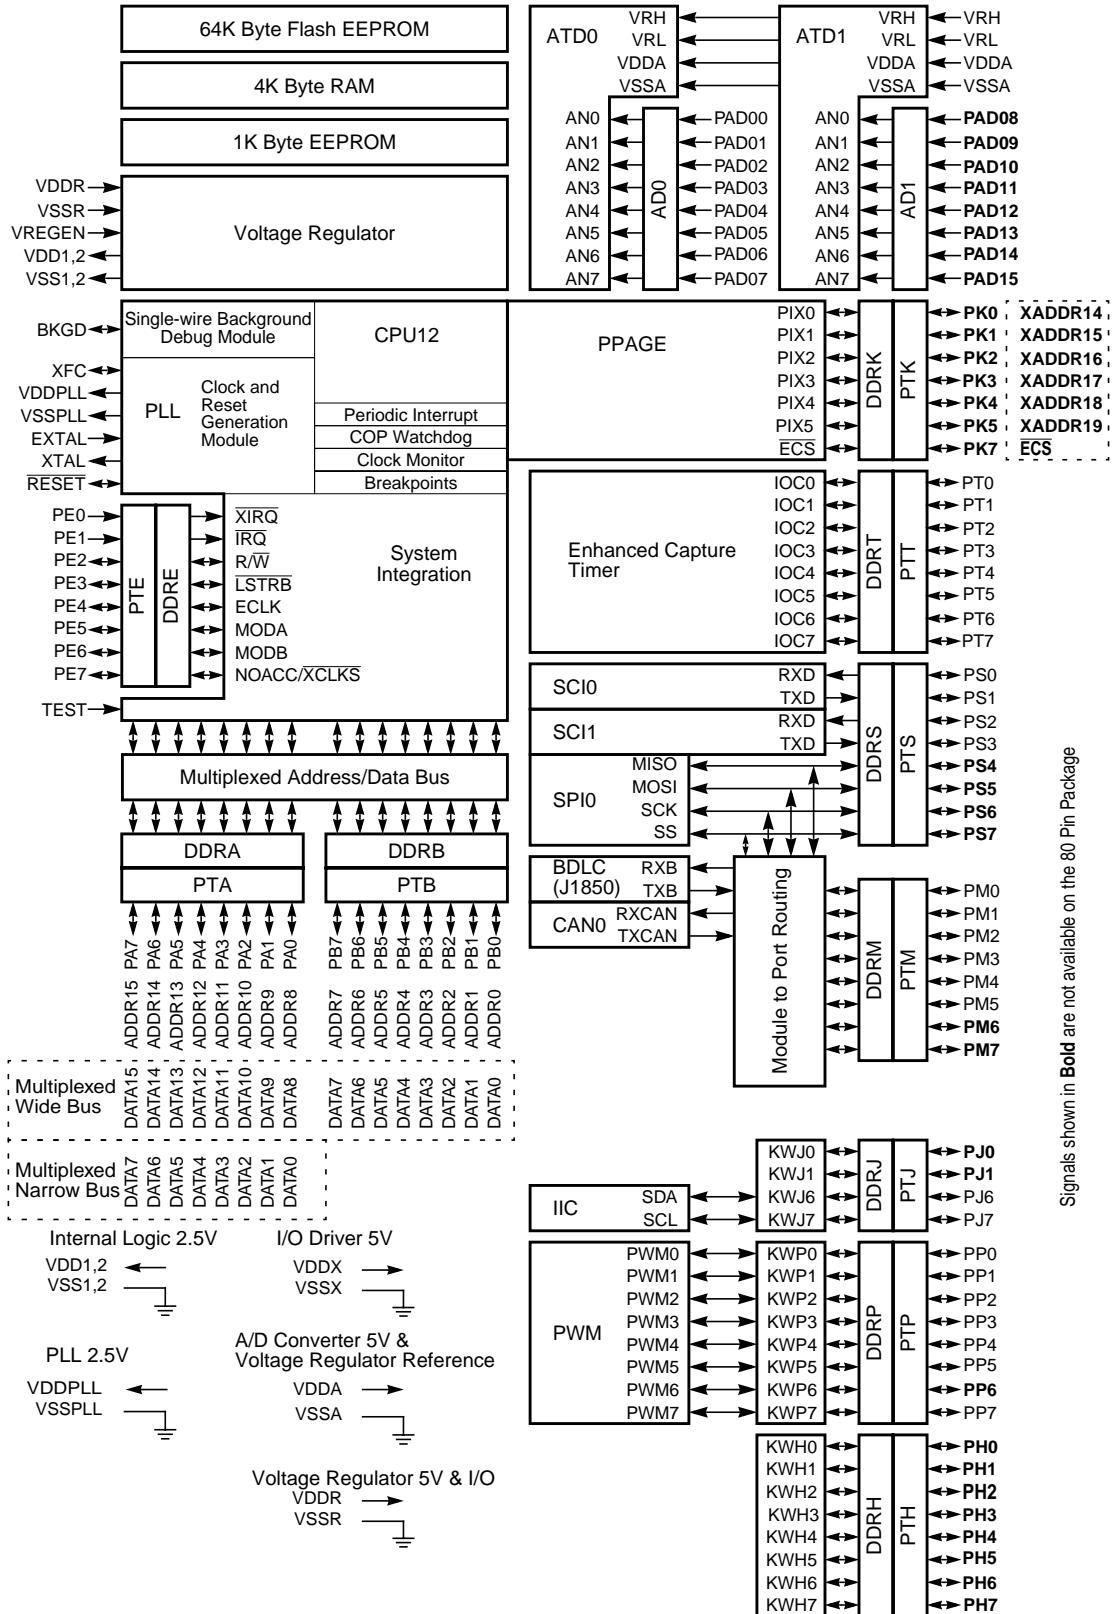 64K Byte Flash EEPROM
4K Byte RAM
1K Byte EEPROM
VDDR
VSSR
VREGEN
VDD1,2
VSS1,2
Voltage Regulator
ATD0
VRH
VRL
VDDA
VSSA
AN0
AN1
AN2
AN3
AN4
AN5
AN6
AN7
AD0
PAD00
PAD01
PAD02
PAD03
PAD04
PAD05
PAD06
PAD07
ATD1
VRH
VRL
VDDA
VSSA
VRH
VRL
VDDA
VSSA
AN0
AN1
AN2
AN3
AN4
AN5
AN6
AN7
AD1
PAD08
PAD09
PAD10
PAD11
PAD12
PAD13
PAD14
PAD15
BKGD
XFC
VDDPLL
VSSPLL
EXTAL
XTAL
RESET
Single-wire Background
Debug Module
CPU12
PLL
Clock and
Reset
Generation
Module
Periodic Interrupt
COP Watchdog
Clock Monitor
Breakpoints
PPAGE
PIX0
PIX1
PIX2
PIX3
PIX4
PIX5
ECS
DDRK
PTK
PK0
PK1
PK2
PK3
PK4
PK5
PK7
XADDR14
XADDR15
XADDR16
XADDR17
XADDR18
XADDR19
ECS
PE0
PE1
PE2
PE3
PE4
PE5
PE6
PE7
TEST
PTE
DDRE
XIRQ
IRQ
R/W
LSTRB
ECLK
MODA
MODB
NOACC/XCLKS
System
Integration
Enhanced Capture
Timer
IOC0
IOC1
IOC2
IOC3
IOC4
IOC5
IOC6
IOC7
DDRT
PTT
PT0
PT1
PT2
PT3
PT4
PT5
PT6
PT7
SCI0
RXD
TXD
SCI1
RXD
TXD
SPI0
MISO
MOSI
SCK
SS
DDRS
PTS
PS0
PS1
PS2
PS3
PS4
PS5
PS6
PS7
Multiplexed Address/Data Bus
DDRA
PTA
DDRB
PTB
PA7
PA6
PA5
PA4
PA3
PA2
PA1
PA0
PB7
PB6
PB5
PB4
PB3
PB2
PB1
PB0
ADDR15
ADDR14
ADDR13
ADDR12
ADDR11
ADDR10
ADDR9
ADDR8
ADDR7
ADDR6
ADDR5
ADDR4
ADDR3
ADDR2
ADDR1
ADDR0
Multiplexed
Wide Bus
DATA15
DATA14
DATA13
DATA12
DATA11
DATA10
DATA9
DATA8
DATA7
DATA6
DATA5
DATA4
DATA3
DATA2
DATA1
DATA0
Multiplexed
Narrow Bus
DATA7
DATA6
DATA5
DATA4
DATA3
DATA2
DATA1
DATA0
BDLC
(J1850)
RXB
TXB
CAN0
RXCAN
TXCAN
Module to Port Routing
DDRM
PTM
PM0
PM1
PM2
PM3
PM4
PM5
PM6
PM7
Signals shown in Bold are not available on the 80 Pin Package
IIC
SDA
SCL
KWJ0
KWJ1
KWJ6
KWJ7
DDRJ
PTJ
PJ0
PJ1
PJ6
PJ7
PWM
PWM0
PWM1
PWM2
PWM3
PWM4
PWM5
PWM6
PWM7
KWP0
KWP1
KWP2
KWP3
KWP4
KWP5
KWP6
KWP7
DDRP
PTP
PP0
PP1
PP2
PP3
PP4
PP5
PP6
PP7
KWH0
KWH1
KWH2
KWH3
KWH4
KWH5
KWH6
KWH7
DDRH
PTH
PH0
PH1
PH2
PH3
PH4
PH5
PH6
PH7
Internal Logic 2.5V
VDD1,2
VSS1,2
I/O Driver 5V
VDDX
VSSX
PLL 2.5V
VDDPLL
VSSPLL
A/D Converter 5V &
Voltage Regulator Reference
VDDA
VSSA
Voltage Regulator 5V & I/O
VDDR
VSSR